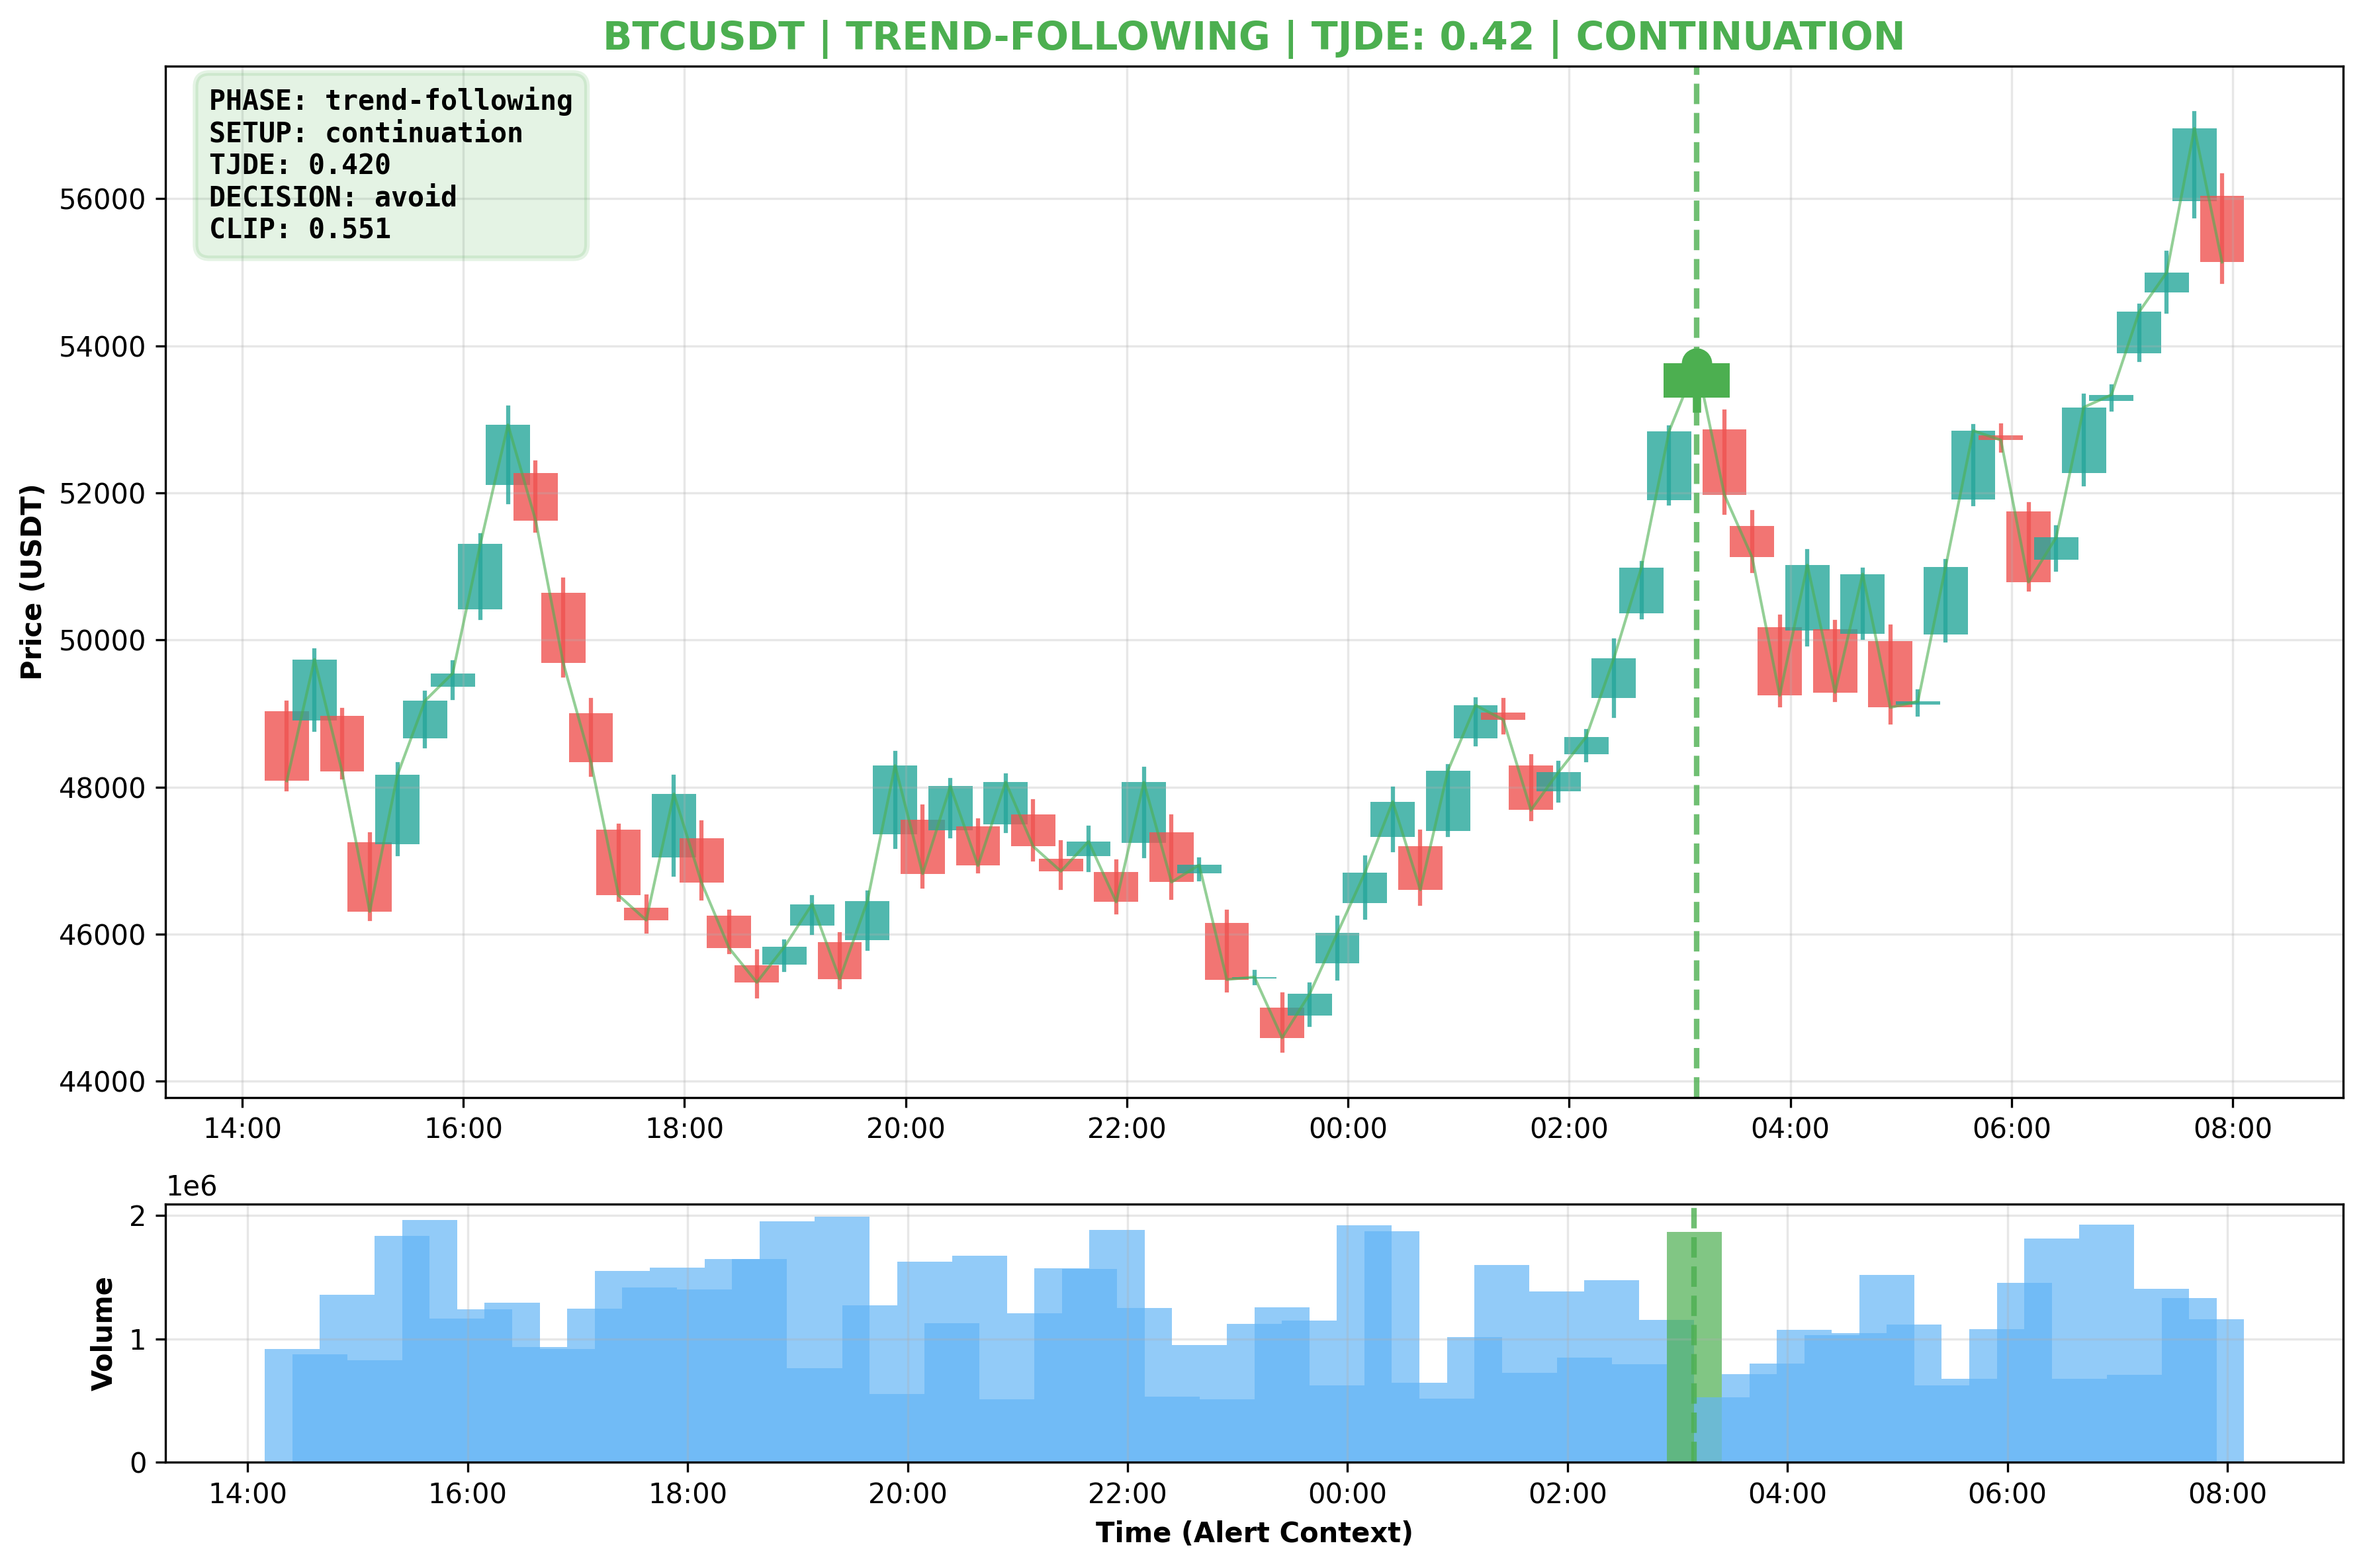 BTCUSDT | TREND-FOLLOWING | TJDE: 0.42 | CONTINUATION
PHASE: trend-following
SETUP: continuation
TJDE: 0.420
DECISION: avoid
CLIP: 0.551
Price (USDT)
56000
54000
52000
50000
48000
46000
44000
14:00 16:00 18:00 20:00 22:00 00:00 02:00 04:00 06:00 08:00
1e6
Volume
2
1
0
14:00 16:00 18:00 20:00 22:00 00:00 02:00 04:00 06:00 08:00
Time (Alert Context)